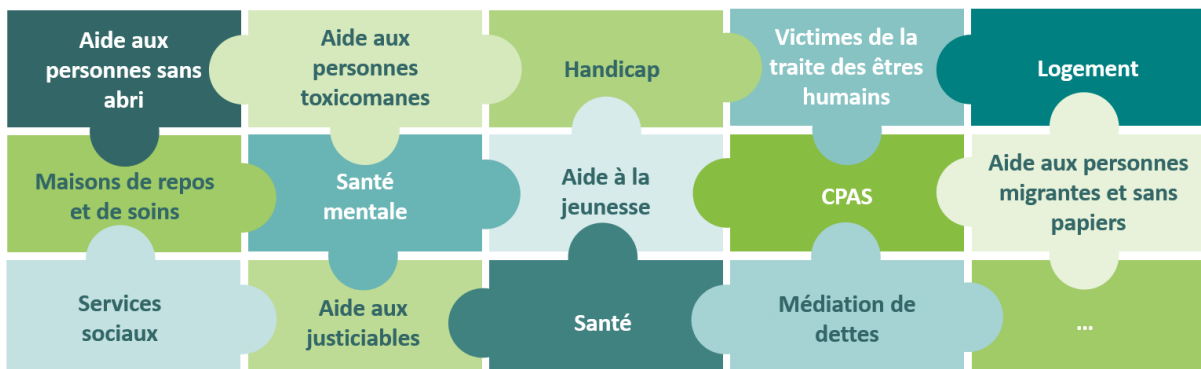 Aide aux
personnes sans
abri
Aide aux
personnes
toxicomanes
Handicap
Victimes de la
traite des êtres
humains
Logement
Maisons de repos
et de soins
Santé
mentale
Aide à la
jeunesse
CPAS
Aide aux personnes
migrantes et sans
papiers
Services
sociaux
Aide aux
justiciables
Santé
Médiation de
dettes
...